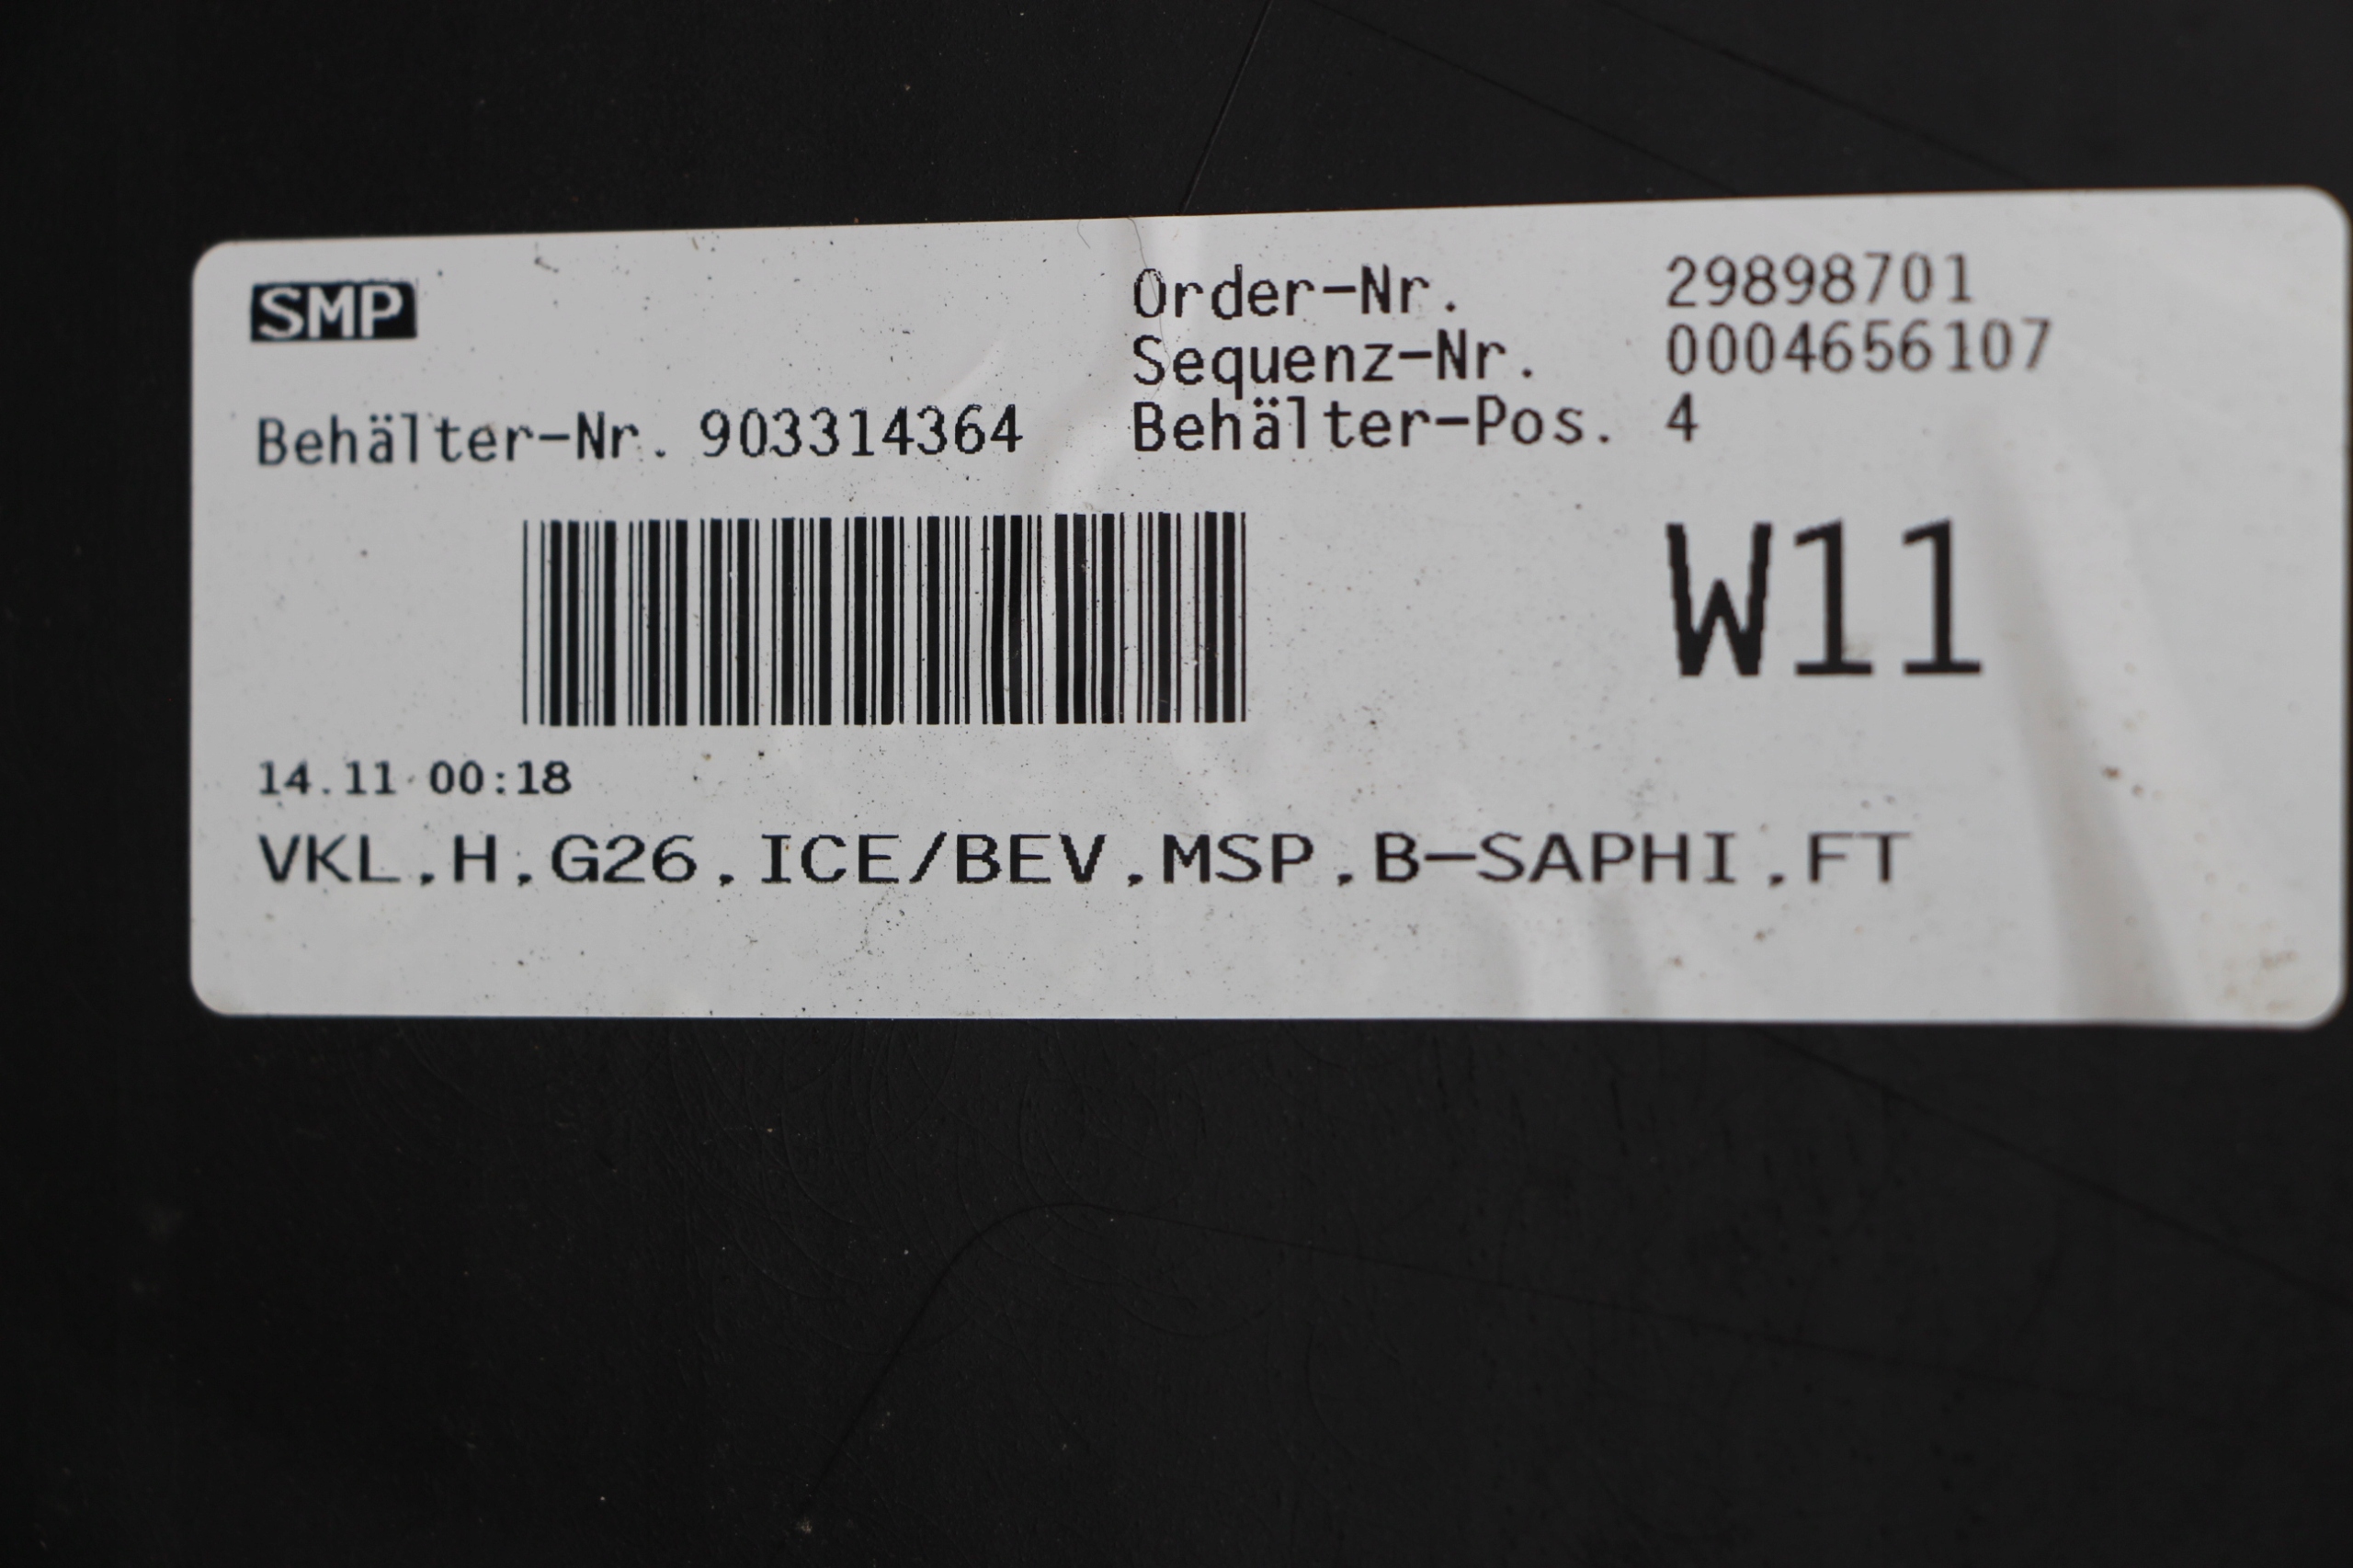 SMP
Order-Nr. 29898701
Sequenz-Nr. 0004656107
Behälter-Nr. 903314364
Behälter-Pos. 4
W11
14.11 00:18
VKL,H,G26,ICE/BEV,MSP,B-SAPHI,FT